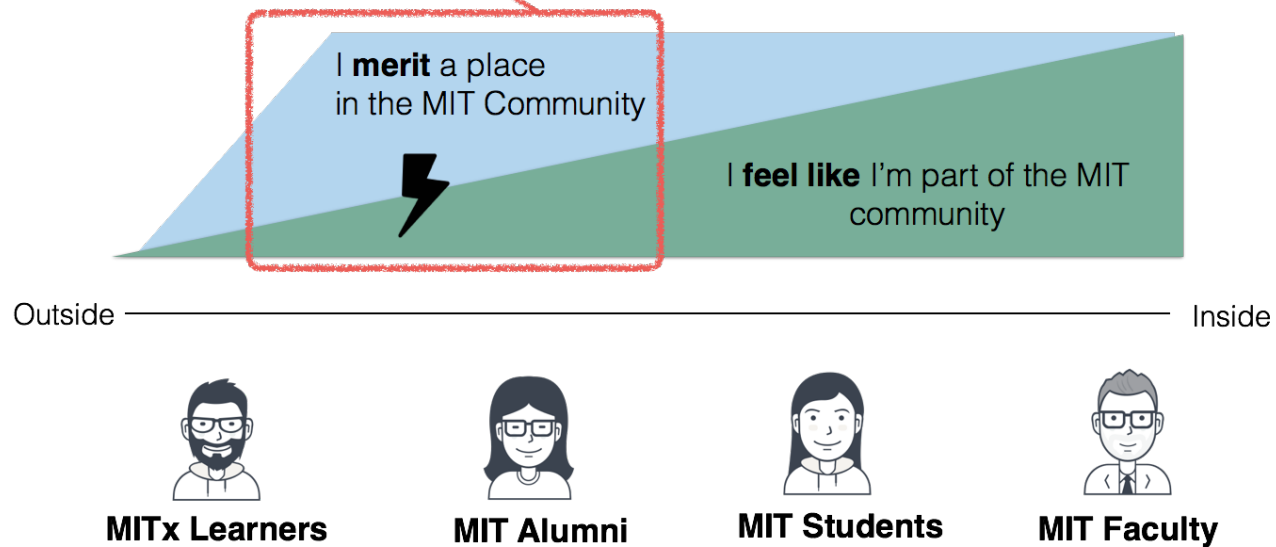 I merit a place
in the MIT Community
I feel like I'm part of the MIT
community
Outside
Inside
MITx Learners
MIT Alumni
MIT Students
MIT Faculty